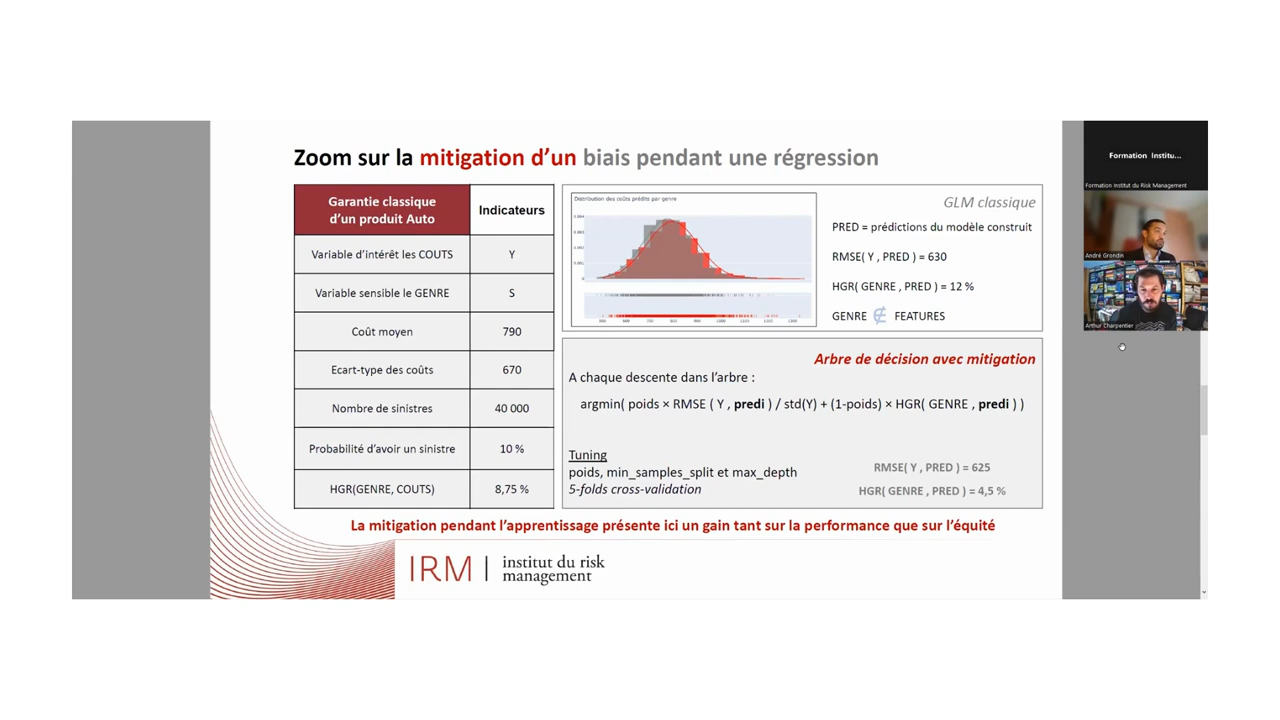 Zoom sur la mitigation d'un biais pendant une régression
Garantie classique
d'un produit Auto
Indicateurs
Variable d'intérêt les COUTS
Y
Variable sensible le GENRE
S
Coût moyen
790
Ecart-type des coûts
670
Nombre de sinistres
40 000
Probabilité d'avoir un sinistre
10 %
HGR(GENRE, COUTS)
8,75 %
Distribution des coûts prédits par genre
GLM classique
PRED = prédictions du modèle construit
RMSE( Y , PRED ) = 630
HGR( GENRE , PRED ) = 12 %
GENRE ∉ FEATURES
Arbre de décision avec mitigation
A chaque descente dans l'arbre :
argmin( poids × RMSE ( Y , predi ) / std(Y) + (1-poids) × HGR( GENRE , predi ) )
Tuning
poids, min_samples_split et max_depth
5-folds cross-validation
RMSE( Y , PRED ) = 625
HGR( GENRE , PRED ) = 4,5 %
La mitigation pendant l'apprentissage présente ici un gain tant sur la performance que sur l'équité
IRM | institut du risk
management
Formation Institu...
Formation Institut du Risk Management
André Grondin
Arthur Charpentier